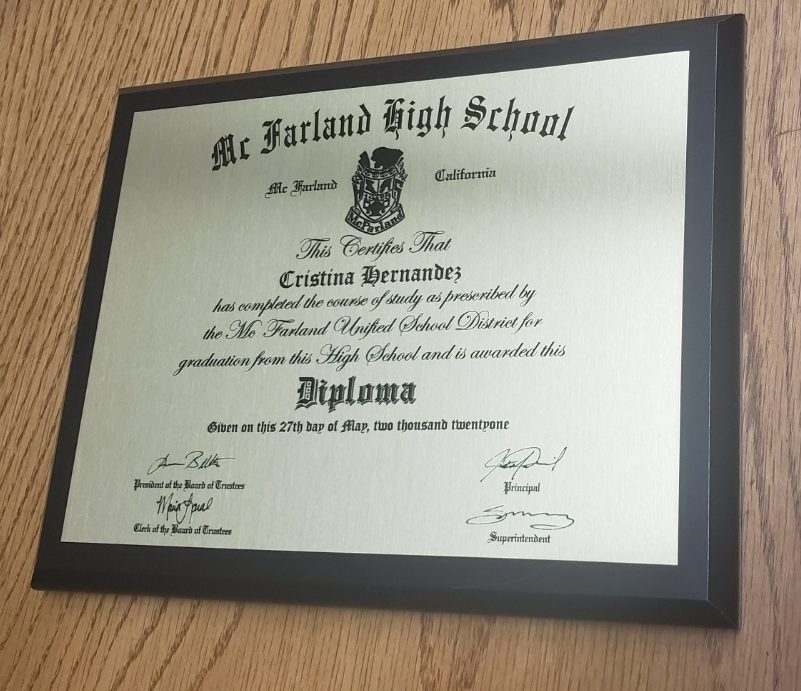 Mc Farland High School
Mc Farland California
McFarland
This Certifies That
Cristina Hernandez
has completed the course of study as prescribed by
the Mc Farland Unified School District for
graduation from this High School and is awarded this
Diploma
Given on this 27th day of May, two thousand twentyone
President of the Board of Trustees
Principal
Clerk of the Board of Trustees
Superintendent